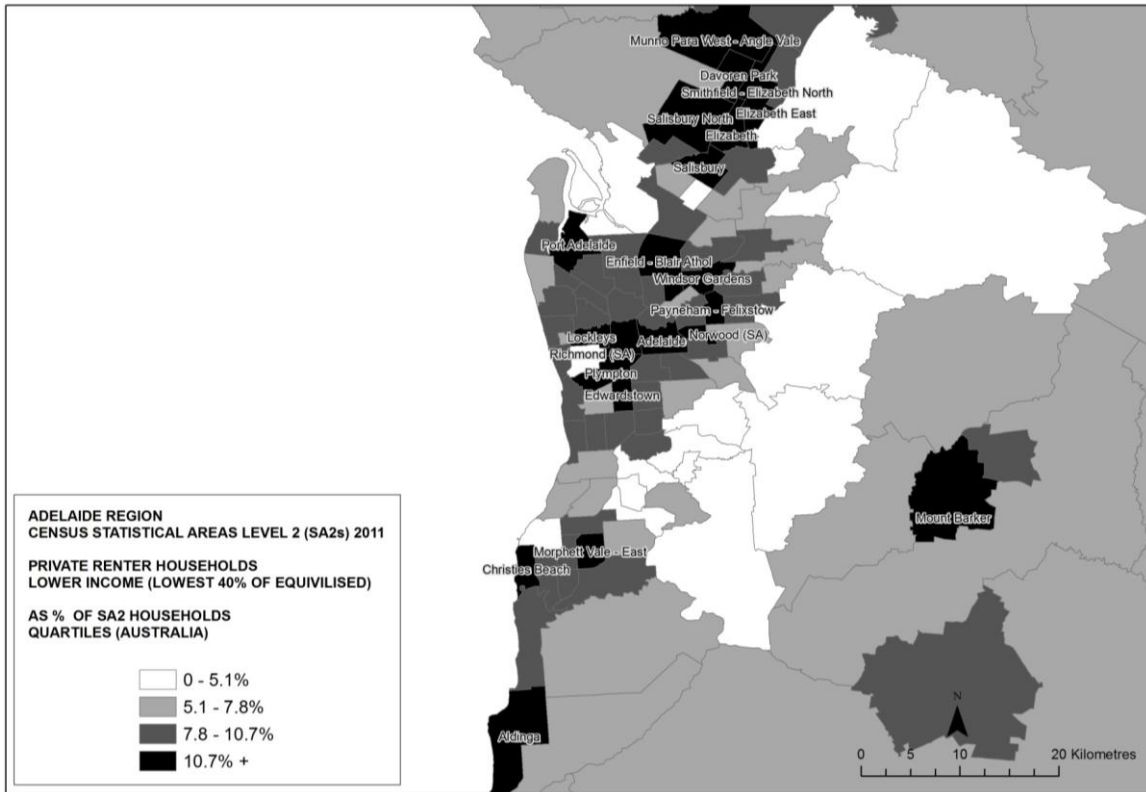 Munno Para West - Angle Vale
Davoren Park
Smithfield - Elizabeth North
Elizabeth East
Salisbury North
Elizabeth
Salisbury
Port Adelaide
Enfield - Blair Athol
Windsor Gardens
Payneham - Felixstow
Lockleys
Adelaide
Norwood (SA)
Richmond (SA)
Plympton
Edwardstown
Mount Barker
Morphett Vale - East
Christies Beach
Aldinga
ADELAIDE REGION
CENSUS STATISTICAL AREAS LEVEL 2 (SA2s) 2011
PRIVATE RENTER HOUSEHOLDS
LOWER INCOME (LOWEST 40% OF EQUIVILISED)
AS % OF SA2 HOUSEHOLDS
QUARTILES (AUSTRALIA)
0 - 5.1%
5.1 - 7.8%
7.8 - 10.7%
10.7% +
N
0 5 10 20 Kilometres